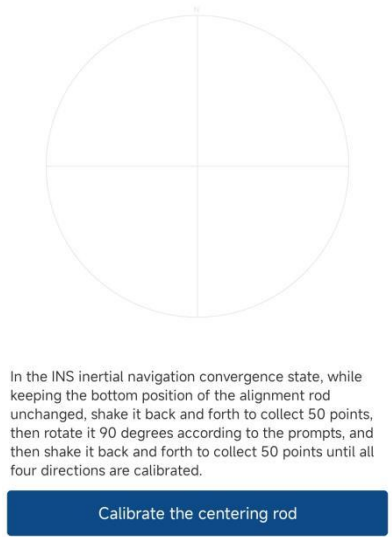 N
In the INS inertial navigation convergence state, while
keeping the bottom position of the alignment rod
unchanged, shake it back and forth to collect 50 points,
then rotate it 90 degrees according to the prompts, and
then shake it back and forth to collect 50 points until all
four directions are calibrated.
Calibrate the centering rod